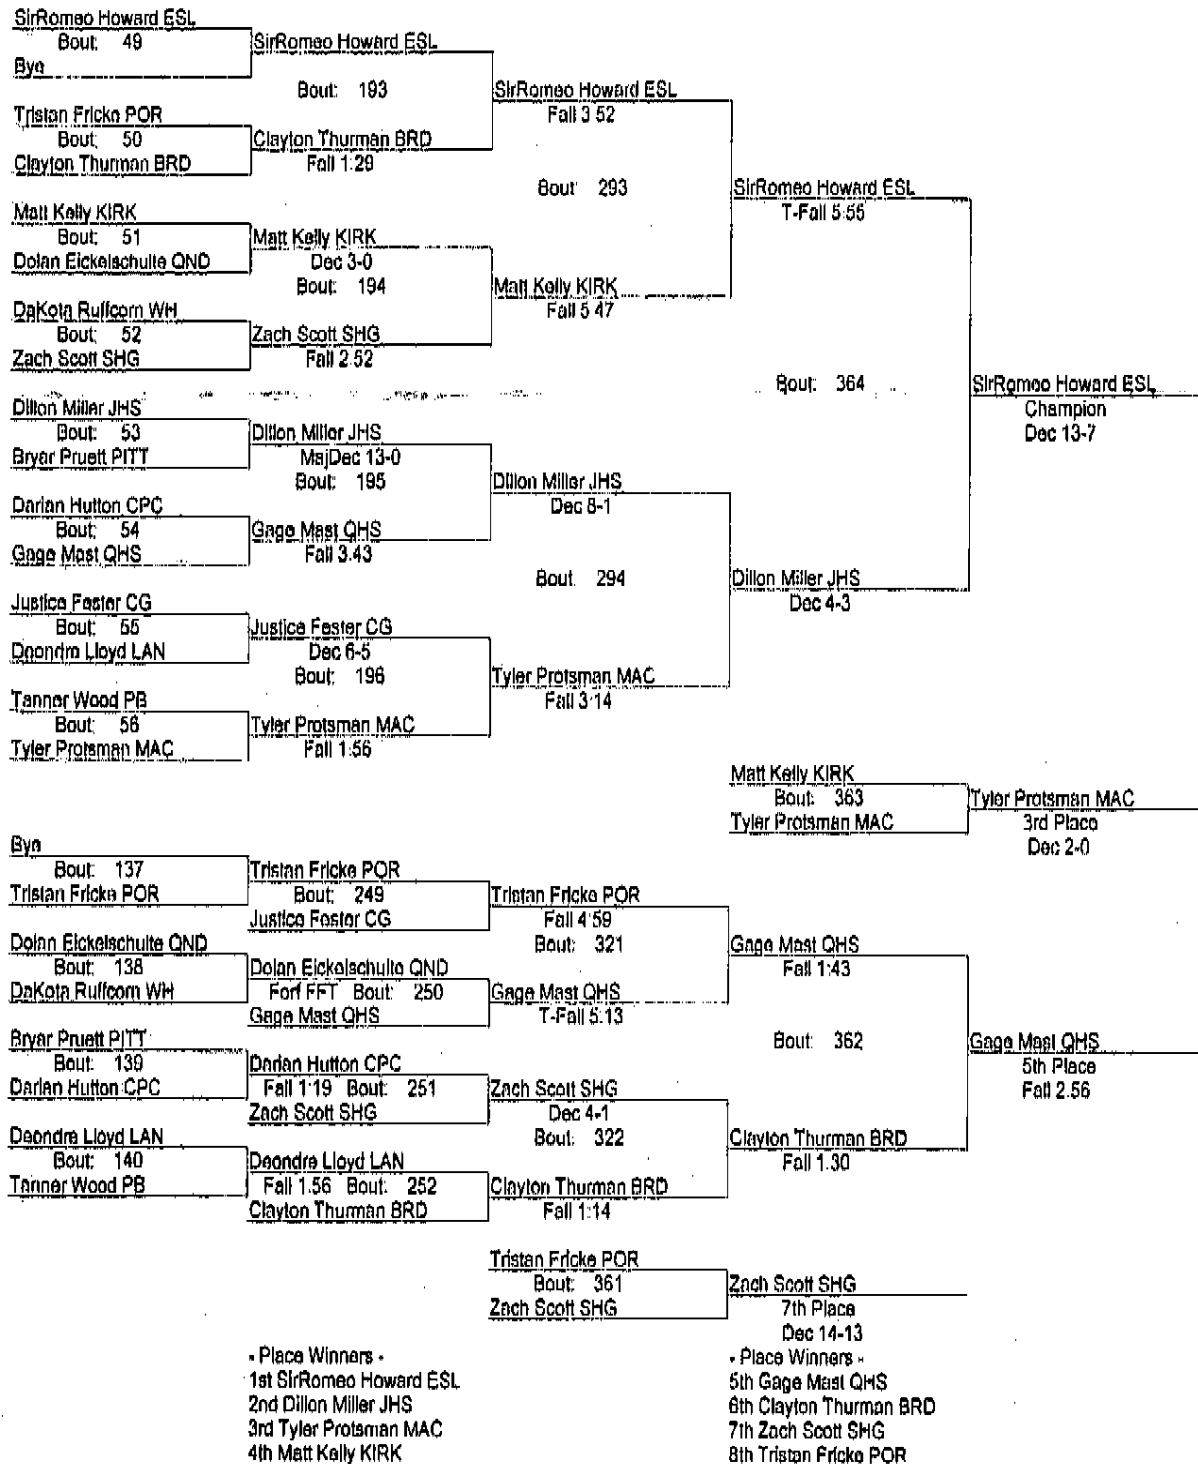 SirRomeo Howard ESL
Bout: 49
Bye
SirRomeo Howard ESL
Bout: 193
Tristan Fricke POR
Bout: 50
Clayton Thurman BRD
Clayton Thurman BRD
Fall 1:29
SirRomeo Howard ESL
Fall 3 52
Matt Kelly KIRK
Bout: 51
Dolan Eickelschulte QND
Matt Kelly KIRK
Dec 3-0
Bout: 194
DaKota Ruffcorn WH
Bout: 52
Zach Scott SHG
Zach Scott SHG
Fall 2:52
Matt Kelly KIRK
Fall 5 47
Bout: 293
SirRomeo Howard ESL
T-Fall 5:55
Bout: 364
SirRomeo Howard ESL
Champion
Dec 13-7
Dillon Miller JHS
Bout: 53
Bryar Pruett PITT
Dillon Miller JHS
MajDec 13-0
Bout: 195
Darian Hutton CPC
Bout: 54
Gage Mast QHS
Gage Mast QHS
Fall 3.43
Dillon Miller JHS
Dec 8-1
Bout. 294
Dillon Miller JHS
Dec 4-3
Justice Foster CG
Bout: 55
Deondre Lloyd LAN
Justice Foster CG
Dec 6-5
Bout: 196
Tanner Wood PB
Bout: 56
Tyler Protsman MAC
Tyler Protsman MAC
Fall 1:56
Tyler Protsman MAC
Fall 3:14
Matt Kelly KIRK
Bout: 363
Tyler Protsman MAC
Tyler Protsman MAC
3rd Place
Dec 2-0
Bye
Bout: 137
Tristan Fricke POR
Tristan Fricke POR
Bout: 249
Justice Foster CG
Tristan Fricke POR
Fall 4:59
Bout: 321
Dolan Eickelschulte QND
Bout: 138
DaKota Ruffcorn WH
Dolan Eickelschulte QND
Forf FFT Bout: 250
Gage Mast QHS
Gage Mast QHS
T-Fall 5:13
Gage Mast QHS
Fall 1:43
Bout: 362
Gage Mast QHS
5th Place
Fall 2.56
Bryar Pruett PITT
Bout: 139
Darian Hutton CPC
Darian Hutton CPC
Fall 1:19 Bout: 251
Zach Scott SHG
Zach Scott SHG
Dec 4-1
Bout: 322
Deondre Lloyd LAN
Bout: 140
Tanner Wood PB
Deondre Lloyd LAN
Fall 1.56 Bout: 252
Clayton Thurman BRD
Clayton Thurman BRD
Fall 1:14
Clayton Thurman BRD
Fall 1.30
Tristan Fricke POR
Bout: 361
Zach Scott SHG
Zach Scott SHG
7th Place
Dec 14-13
- Place Winners -
1st SirRomeo Howard ESL
2nd Dillon Miller JHS
3rd Tyler Protsman MAC
4th Matt Kelly KIRK
- Place Winners -
5th Gage Mast QHS
6th Clayton Thurman BRD
7th Zach Scott SHG
8th Tristan Fricke POR